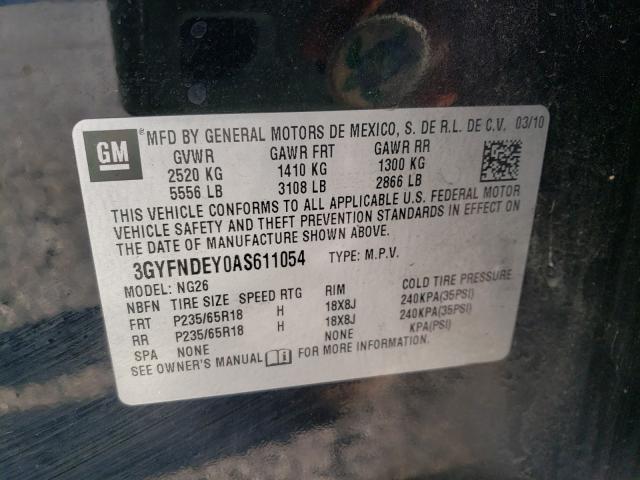 GM ® MFD BY GENERAL MOTORS DE MEXICO, S. DE R.L. DE C.V. 03/10
GVWR GAWR FRT GAWR RR
2520 KG 1410 KG 1300 KG
5556 LB 3108 LB 2866 LB
THIS VEHICLE CONFORMS TO ALL APPLICABLE U.S. FEDERAL MOTOR
VEHICLE SAFETY AND THEFT PREVENTION STANDARDS IN EFFECT ON
THE DATE OF MANUFACTURE SHOWN ABOVE.
3GYFNDEY0AS611054 TYPE: M.P.V.
MODEL: NG26
NBFN TIRE SIZE SPEED RTG RIM COLD TIRE PRESSURE
FRT P235/65R18 H 18X8J 240KPA(35PSI)
RR P235/65R18 H 18X8J 240KPA(35PSI)
SPA NONE NONE KPA(PSI)
SEE OWNER'S MANUAL FOR MORE INFORMATION.